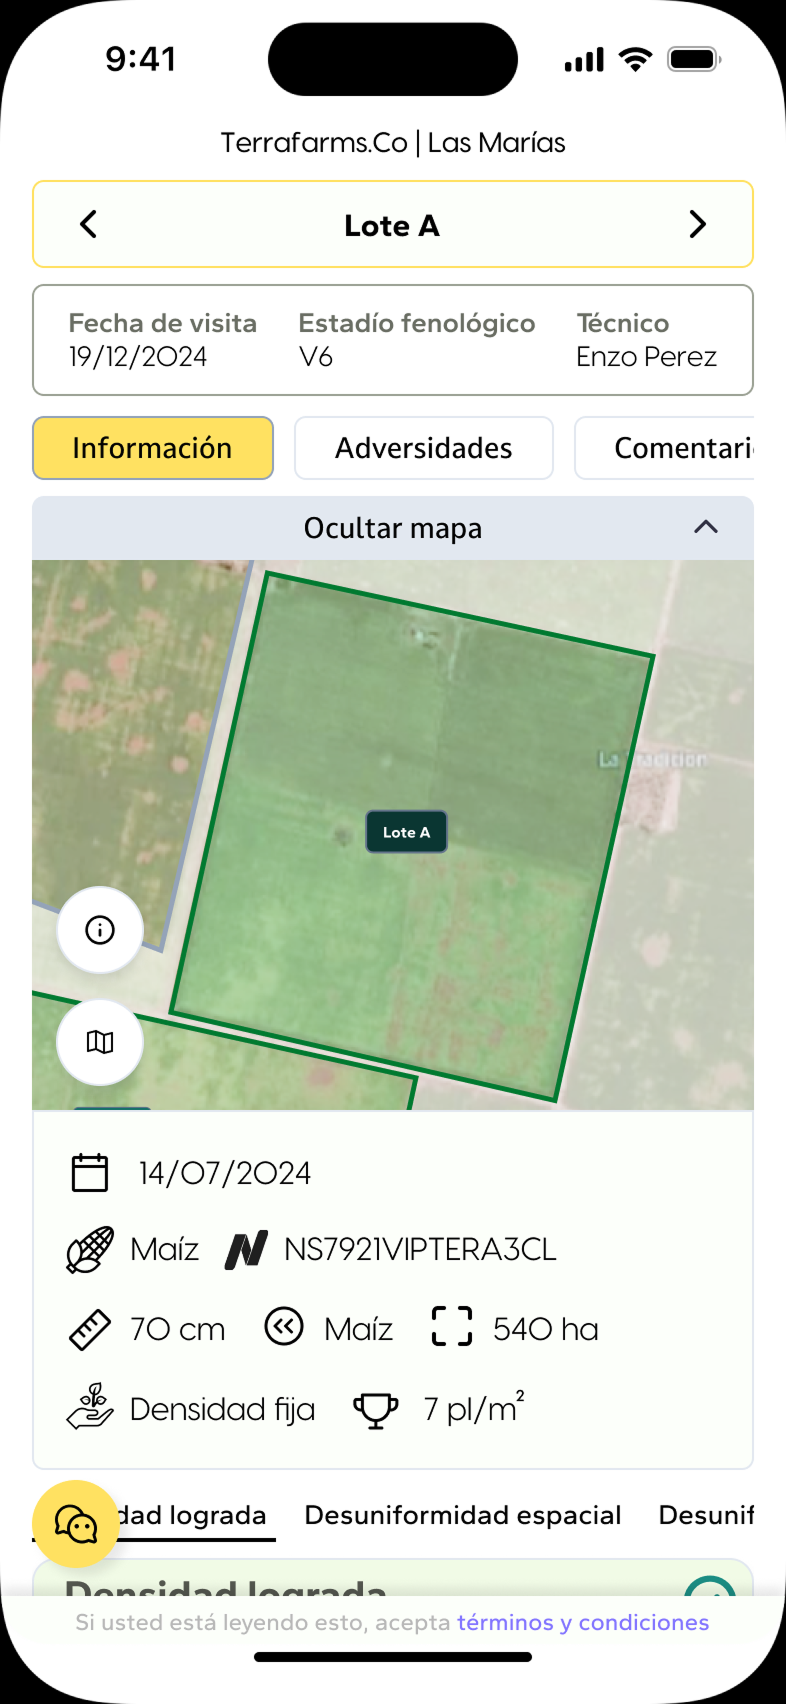 9:41
Terrafarms.Co | Las Marías
Lote A
Fecha de visita Estadío fenológico Técnico
19/12/2024 V6 Enzo Perez
Información Adversidades Comentari
Ocultar mapa
La Tradicion
Lote A
14/07/2024
Maíz NS7921VIPTERA3CL
70 cm Maíz 540 ha
Densidad fija 7 pl/m²
dad lograda Desuniformidad espacial Desunif
Densidad lograda
Si usted está leyendo esto, acepta términos y condiciones